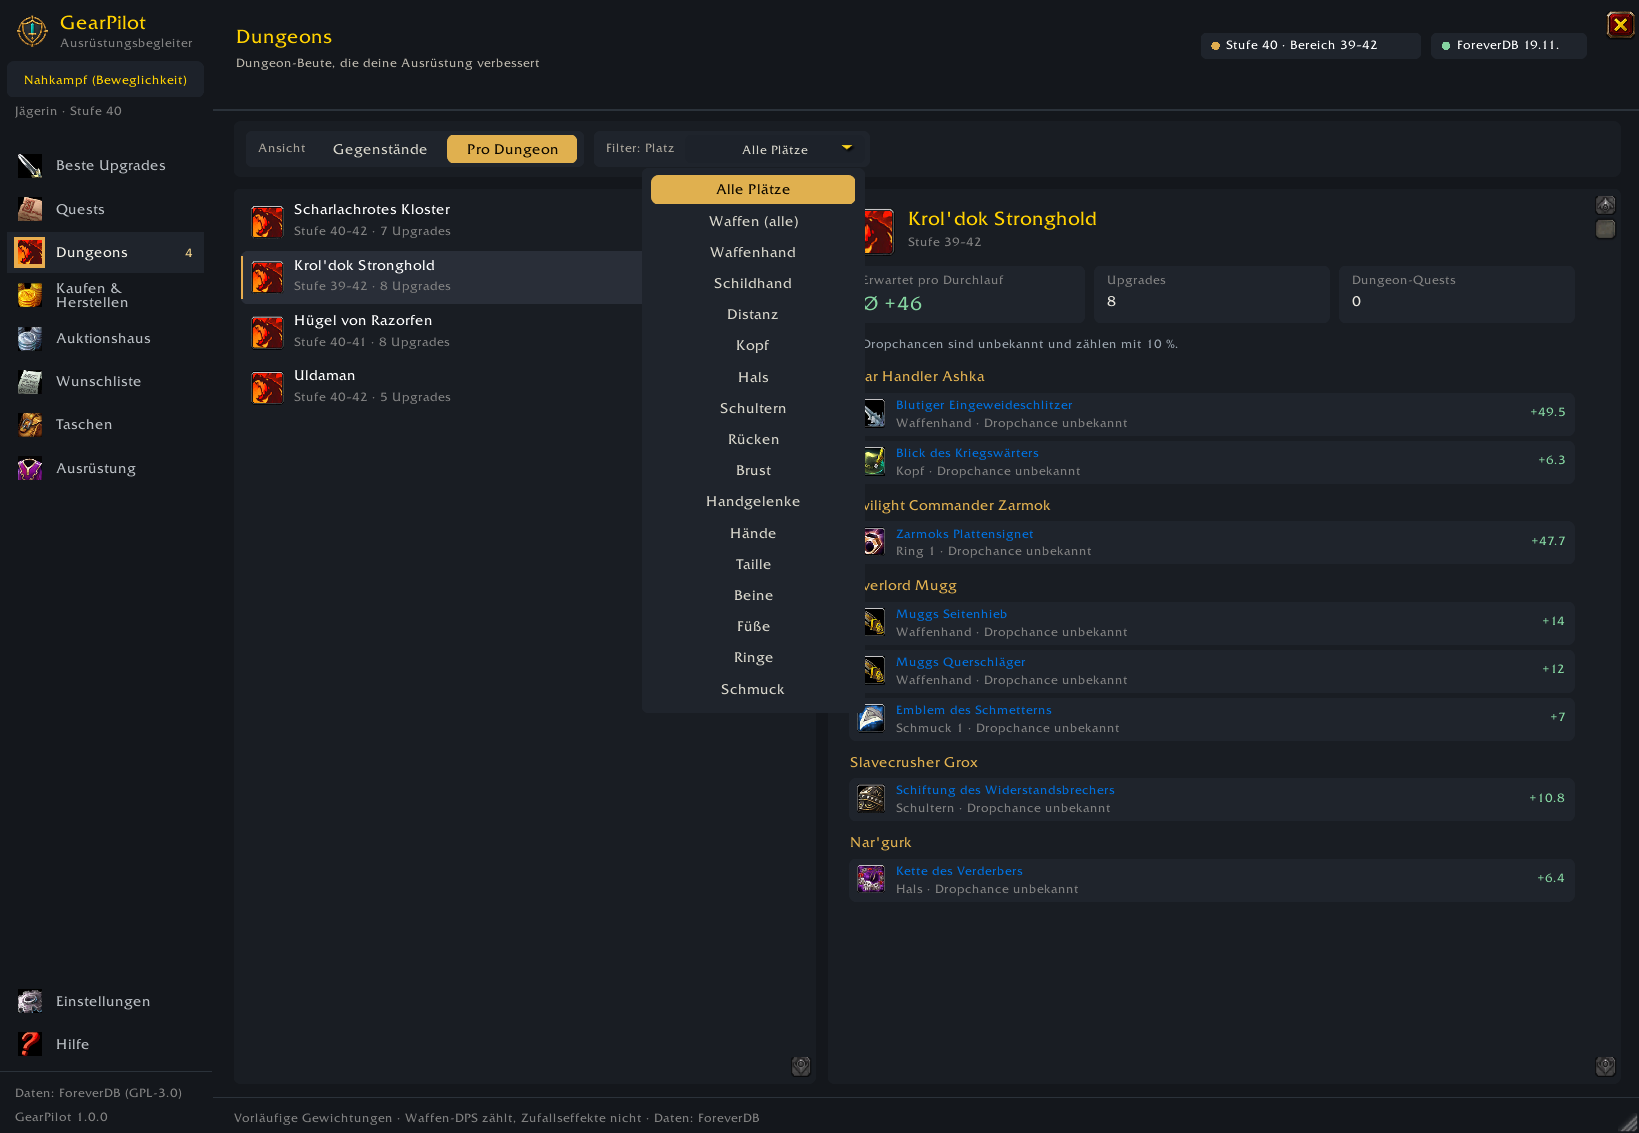 GearPilot
Ausrüstungsbegleiter
Nahkampf (Beweglichkeit)
Jägerin · Stufe 40
Beste Upgrades
Quests
Dungeons 4
Kaufen &
Herstellen
Auktionshaus
Wunschliste
Taschen
Ausrüstung
Einstellungen
Hilfe
Daten: ForeverDB (GPL-3.0)
GearPilot 1.0.0
Dungeons
Dungeon-Beute, die deine Ausrüstung verbessert
Stufe 40 · Bereich 39-42
ForeverDB 19.11.
Ansicht Gegenstände Pro Dungeon
Filter: Platz Alle Plätze
Scharlachrotes Kloster
Stufe 40-42 · 7 Upgrades
Krol'dok Stronghold
Stufe 39-42 · 8 Upgrades
Hügel von Razorfen
Stufe 40-41 · 8 Upgrades
Uldaman
Stufe 40-42 · 5 Upgrades
Alle Plätze
Waffen (alle)
Waffenhand
Schildhand
Distanz
Kopf
Hals
Schultern
Rücken
Brust
Handgelenke
Hände
Taille
Beine
Füße
Ringe
Schmuck
Krol'dok Stronghold
Stufe 39-42
Erwartet pro Durchlauf
Ø +46
Upgrades
8
Dungeon-Quests
0
Dropchancen sind unbekannt und zählen mit 10 %.
ar Handler Ashka
Blutiger Eingeweideschlitzer +49.5
Waffenhand · Dropchance unbekannt
Blick des Kriegswärters +6.3
Kopf · Dropchance unbekannt
wilight Commander Zarmok
Zarmoks Plattensignet +47.7
Ring 1 · Dropchance unbekannt
verlord Mugg
Muggs Seitenhieb +14
Waffenhand · Dropchance unbekannt
Muggs Querschläger +12
Waffenhand · Dropchance unbekannt
Emblem des Schmetterns +7
Schmuck 1 · Dropchance unbekannt
Slavecrusher Grox
Schiftung des Widerstandsbrechers +10.8
Schultern · Dropchance unbekannt
Nar'gurk
Kette des Verderbers +6.4
Hals · Dropchance unbekannt
Vorläufige Gewichtungen · Waffen-DPS zählt, Zufallseffekte nicht · Daten: ForeverDB